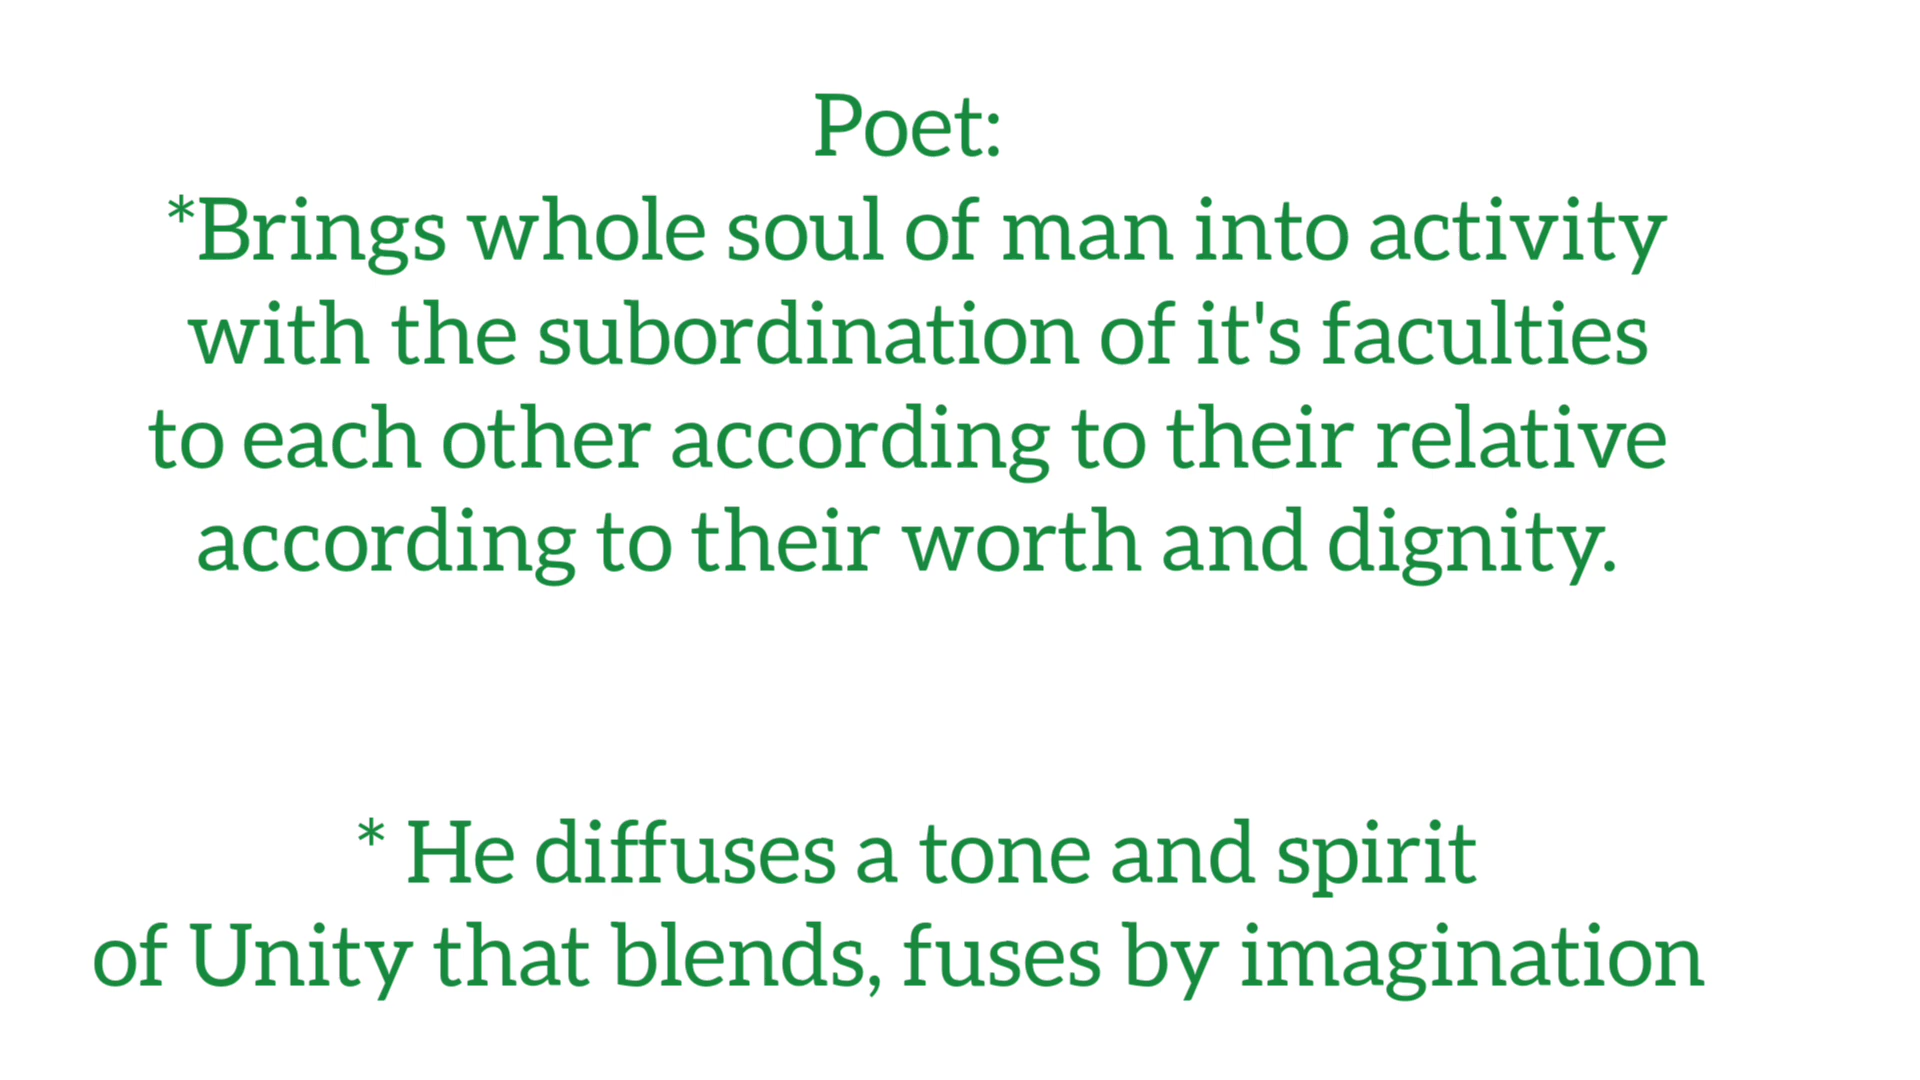 Poet:
*Brings whole soul of man into activity
with the subordination of it's faculties
to each other according to their relative
according to their worth and dignity.
* He diffuses a tone and spirit
of Unity that blends, fuses by imagination